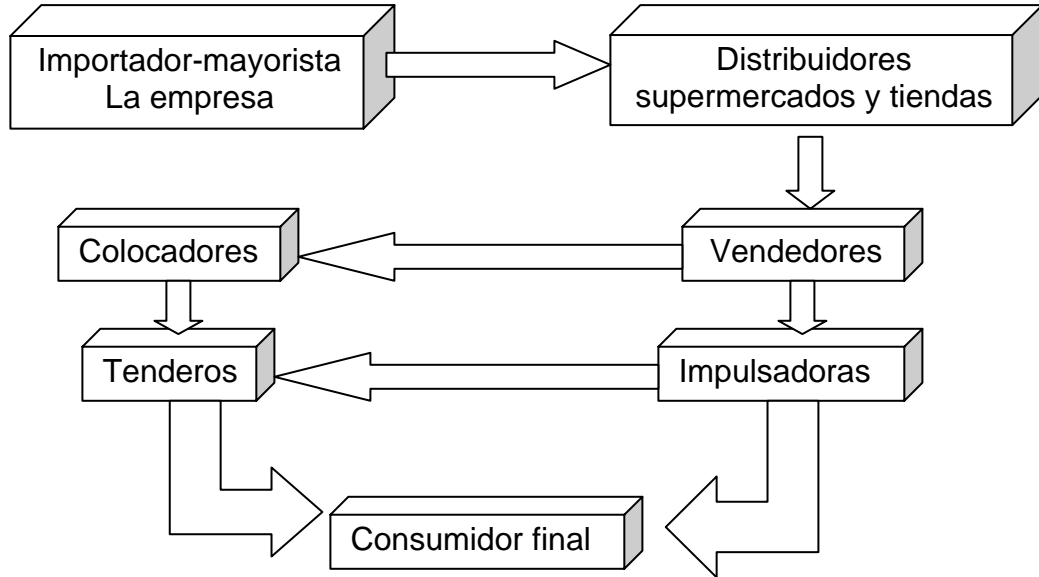 Importador-mayorista
La empresa
Distribuidores
supermercados y tiendas
Colocadores
Vendedores
Tenderos
Impulsadoras
Consumidor final